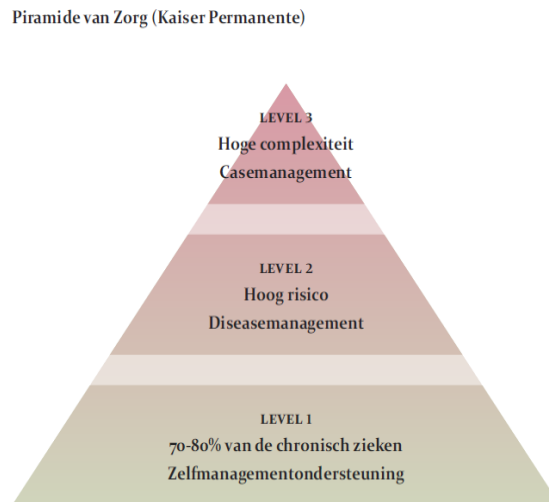 Piramide van Zorg (Kaiser Permanente)
LEVEL 3
Hoge complexiteit
Casemanagement
LEVEL 2
Hoog risico
Diseasemanagement
LEVEL 1
70-80% van de chronisch zieken
Zelfmanagementondersteuning